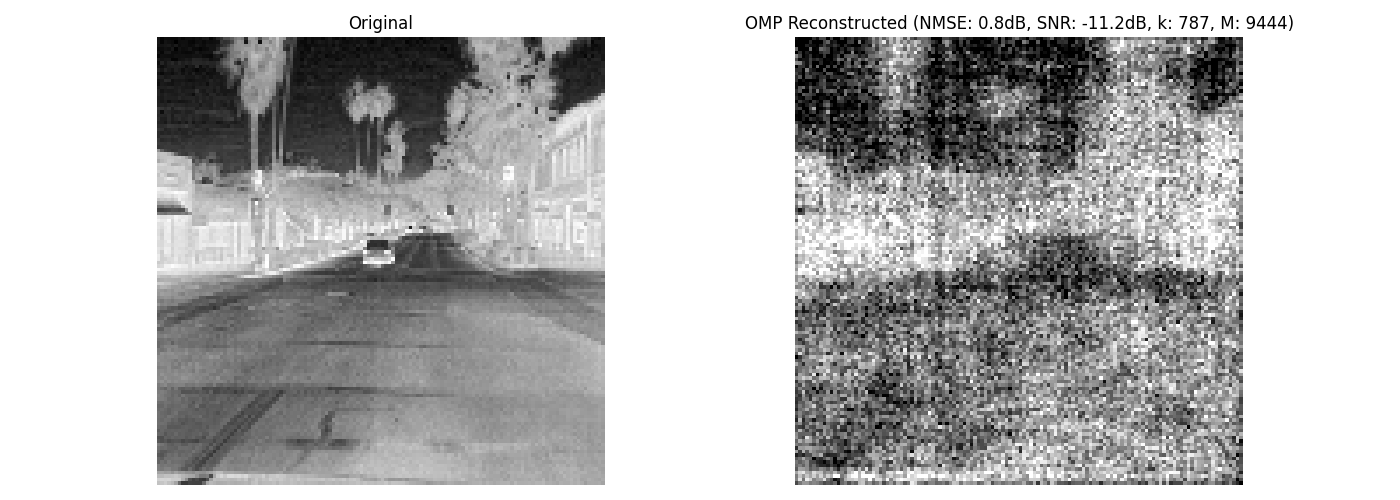 Original
OMP Reconstructed (NMSE: 0.8dB, SNR: -11.2dB, k: 787, M: 9444)